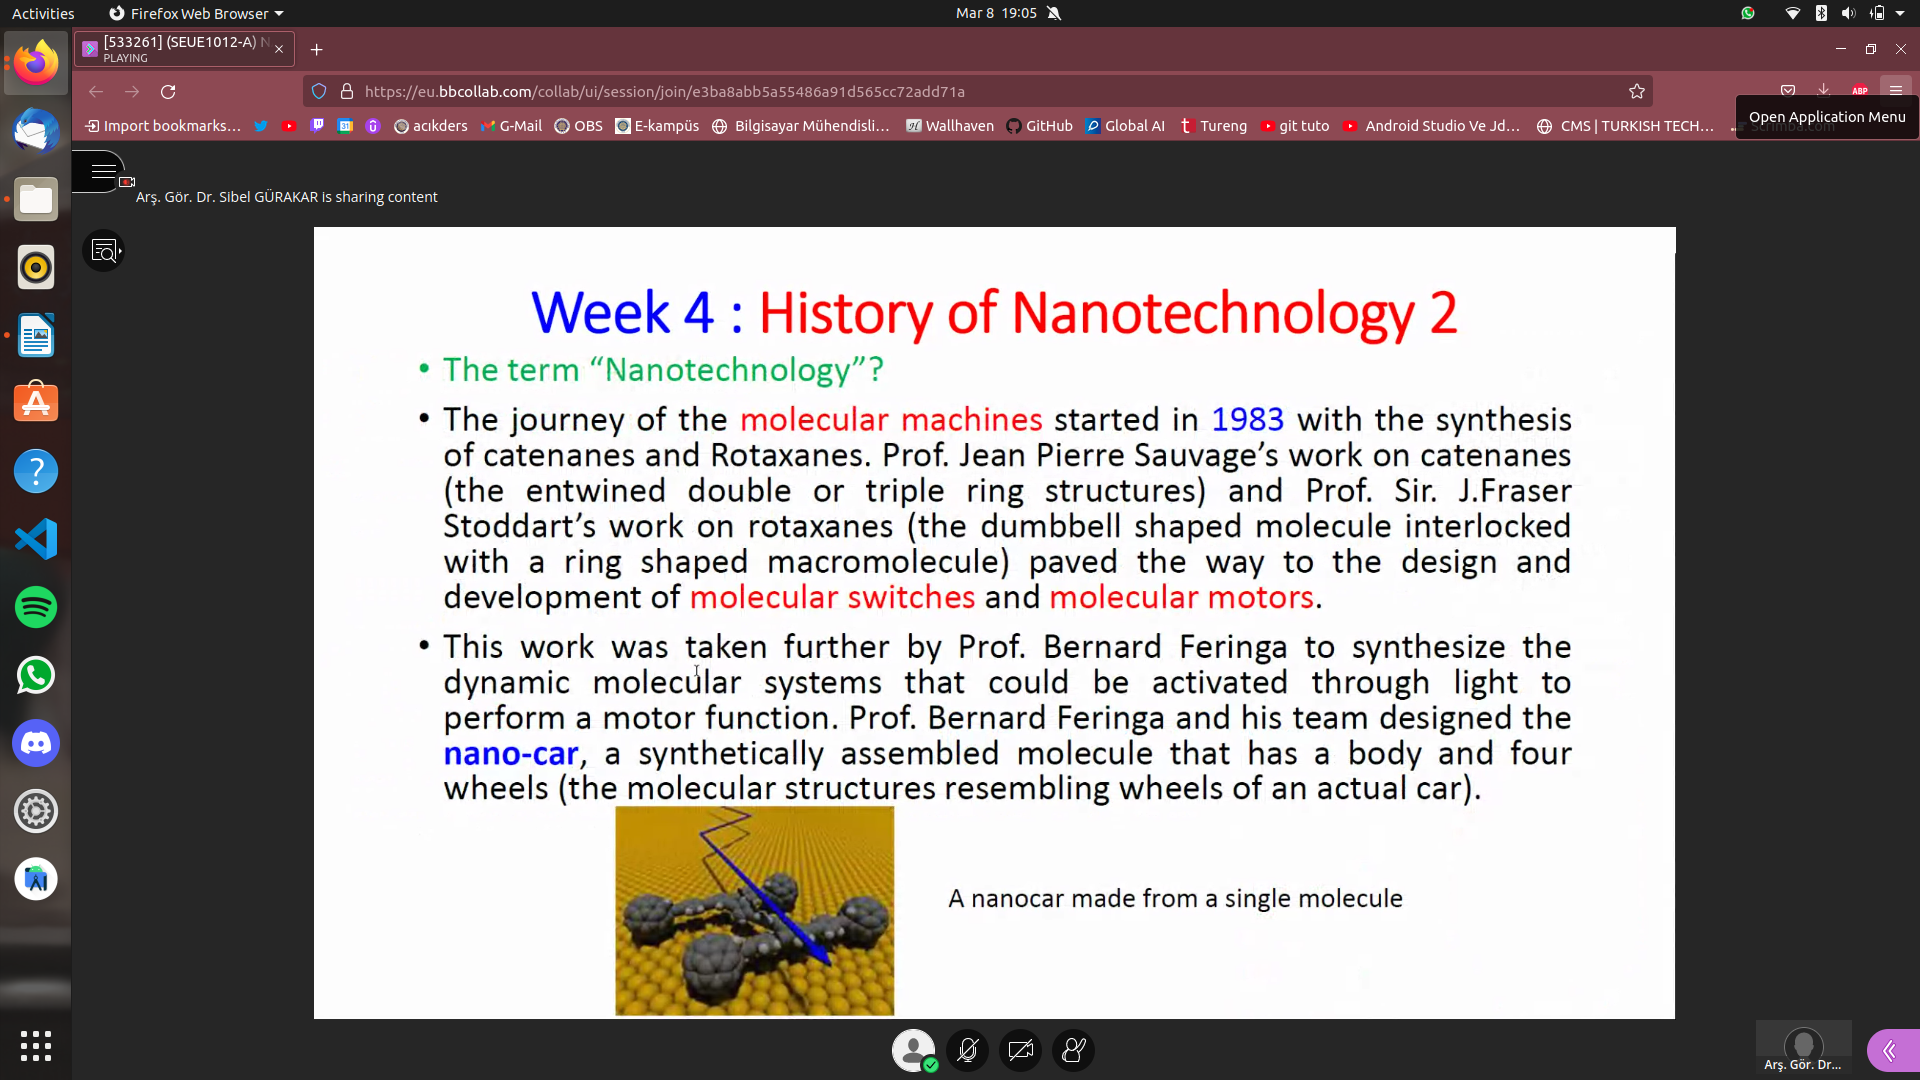 Activities
Firefox Web Browser
Mar 8 19:05
[533261] (SEUE1012-A) N
PLAYING
https://eu.bbcollab.com/collab/ui/session/join/e3ba8abb5a55486a91d565cc72add71a
ABP
Import bookmarks...
31
acıkders
G-Mail
OBS
E-kampüs
Bilgisayar Mühendisli...
Wallhaven
GitHub
Global AI
Tureng
git tuto
Android Studio Ve Jd...
CMS | TURKISH TECH...
Scrimba.com
Open Application Menu
Arş. Gör. Dr. Sibel GÜRAKAR is sharing content
Week 4 : History of Nanotechnology 2
• The term “Nanotechnology”?
• The journey of the molecular machines started in 1983 with the synthesis
of catenanes and Rotaxanes. Prof. Jean Pierre Sauvage’s work on catenanes
(the entwined double or triple ring structures) and Prof. Sir. J.Fraser
Stoddart’s work on rotaxanes (the dumbbell shaped molecule interlocked
with a ring shaped macromolecule) paved the way to the design and
development of molecular switches and molecular motors.
• This work was taken further by Prof. Bernard Feringa to synthesize the
dynamic molecular systems that could be activated through light to
perform a motor function. Prof. Bernard Feringa and his team designed the
nano-car, a synthetically assembled molecule that has a body and four
wheels (the molecular structures resembling wheels of an actual car).
A nanocar made from a single molecule
Arş. Gör. Dr...